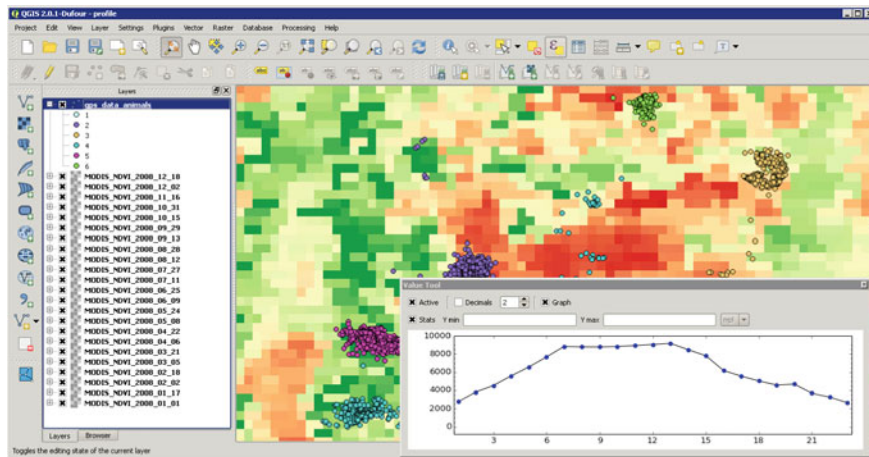 QGIS 2.0.1-Dufour - profile
Project Edit View Layer Settings Plugins Vector Raster Database Processing Help
Layers
gps_data_animals
1
2
3
4
5
6
MODIS_NDVI_2008_12_18
MODIS_NDVI_2008_12_02
MODIS_NDVI_2008_11_16
MODIS_NDVI_2008_10_31
MODIS_NDVI_2008_10_15
MODIS_NDVI_2008_09_29
MODIS_NDVI_2008_09_13
MODIS_NDVI_2008_08_28
MODIS_NDVI_2008_08_12
MODIS_NDVI_2008_07_27
MODIS_NDVI_2008_07_11
MODIS_NDVI_2008_06_25
MODIS_NDVI_2008_06_09
MODIS_NDVI_2008_05_24
MODIS_NDVI_2008_05_08
MODIS_NDVI_2008_04_22
MODIS_NDVI_2008_04_06
MODIS_NDVI_2008_03_21
MODIS_NDVI_2008_03_05
MODIS_NDVI_2008_02_18
MODIS_NDVI_2008_02_02
MODIS_NDVI_2008_01_17
MODIS_NDVI_2008_01_01
Layers Browser
Toggles the editing state of the current layer
Value Tool
Active Decimals 2 Graph
Stats Y min Y max
10000
8000
6000
4000
2000
0
3 6 9 12 15 18 21